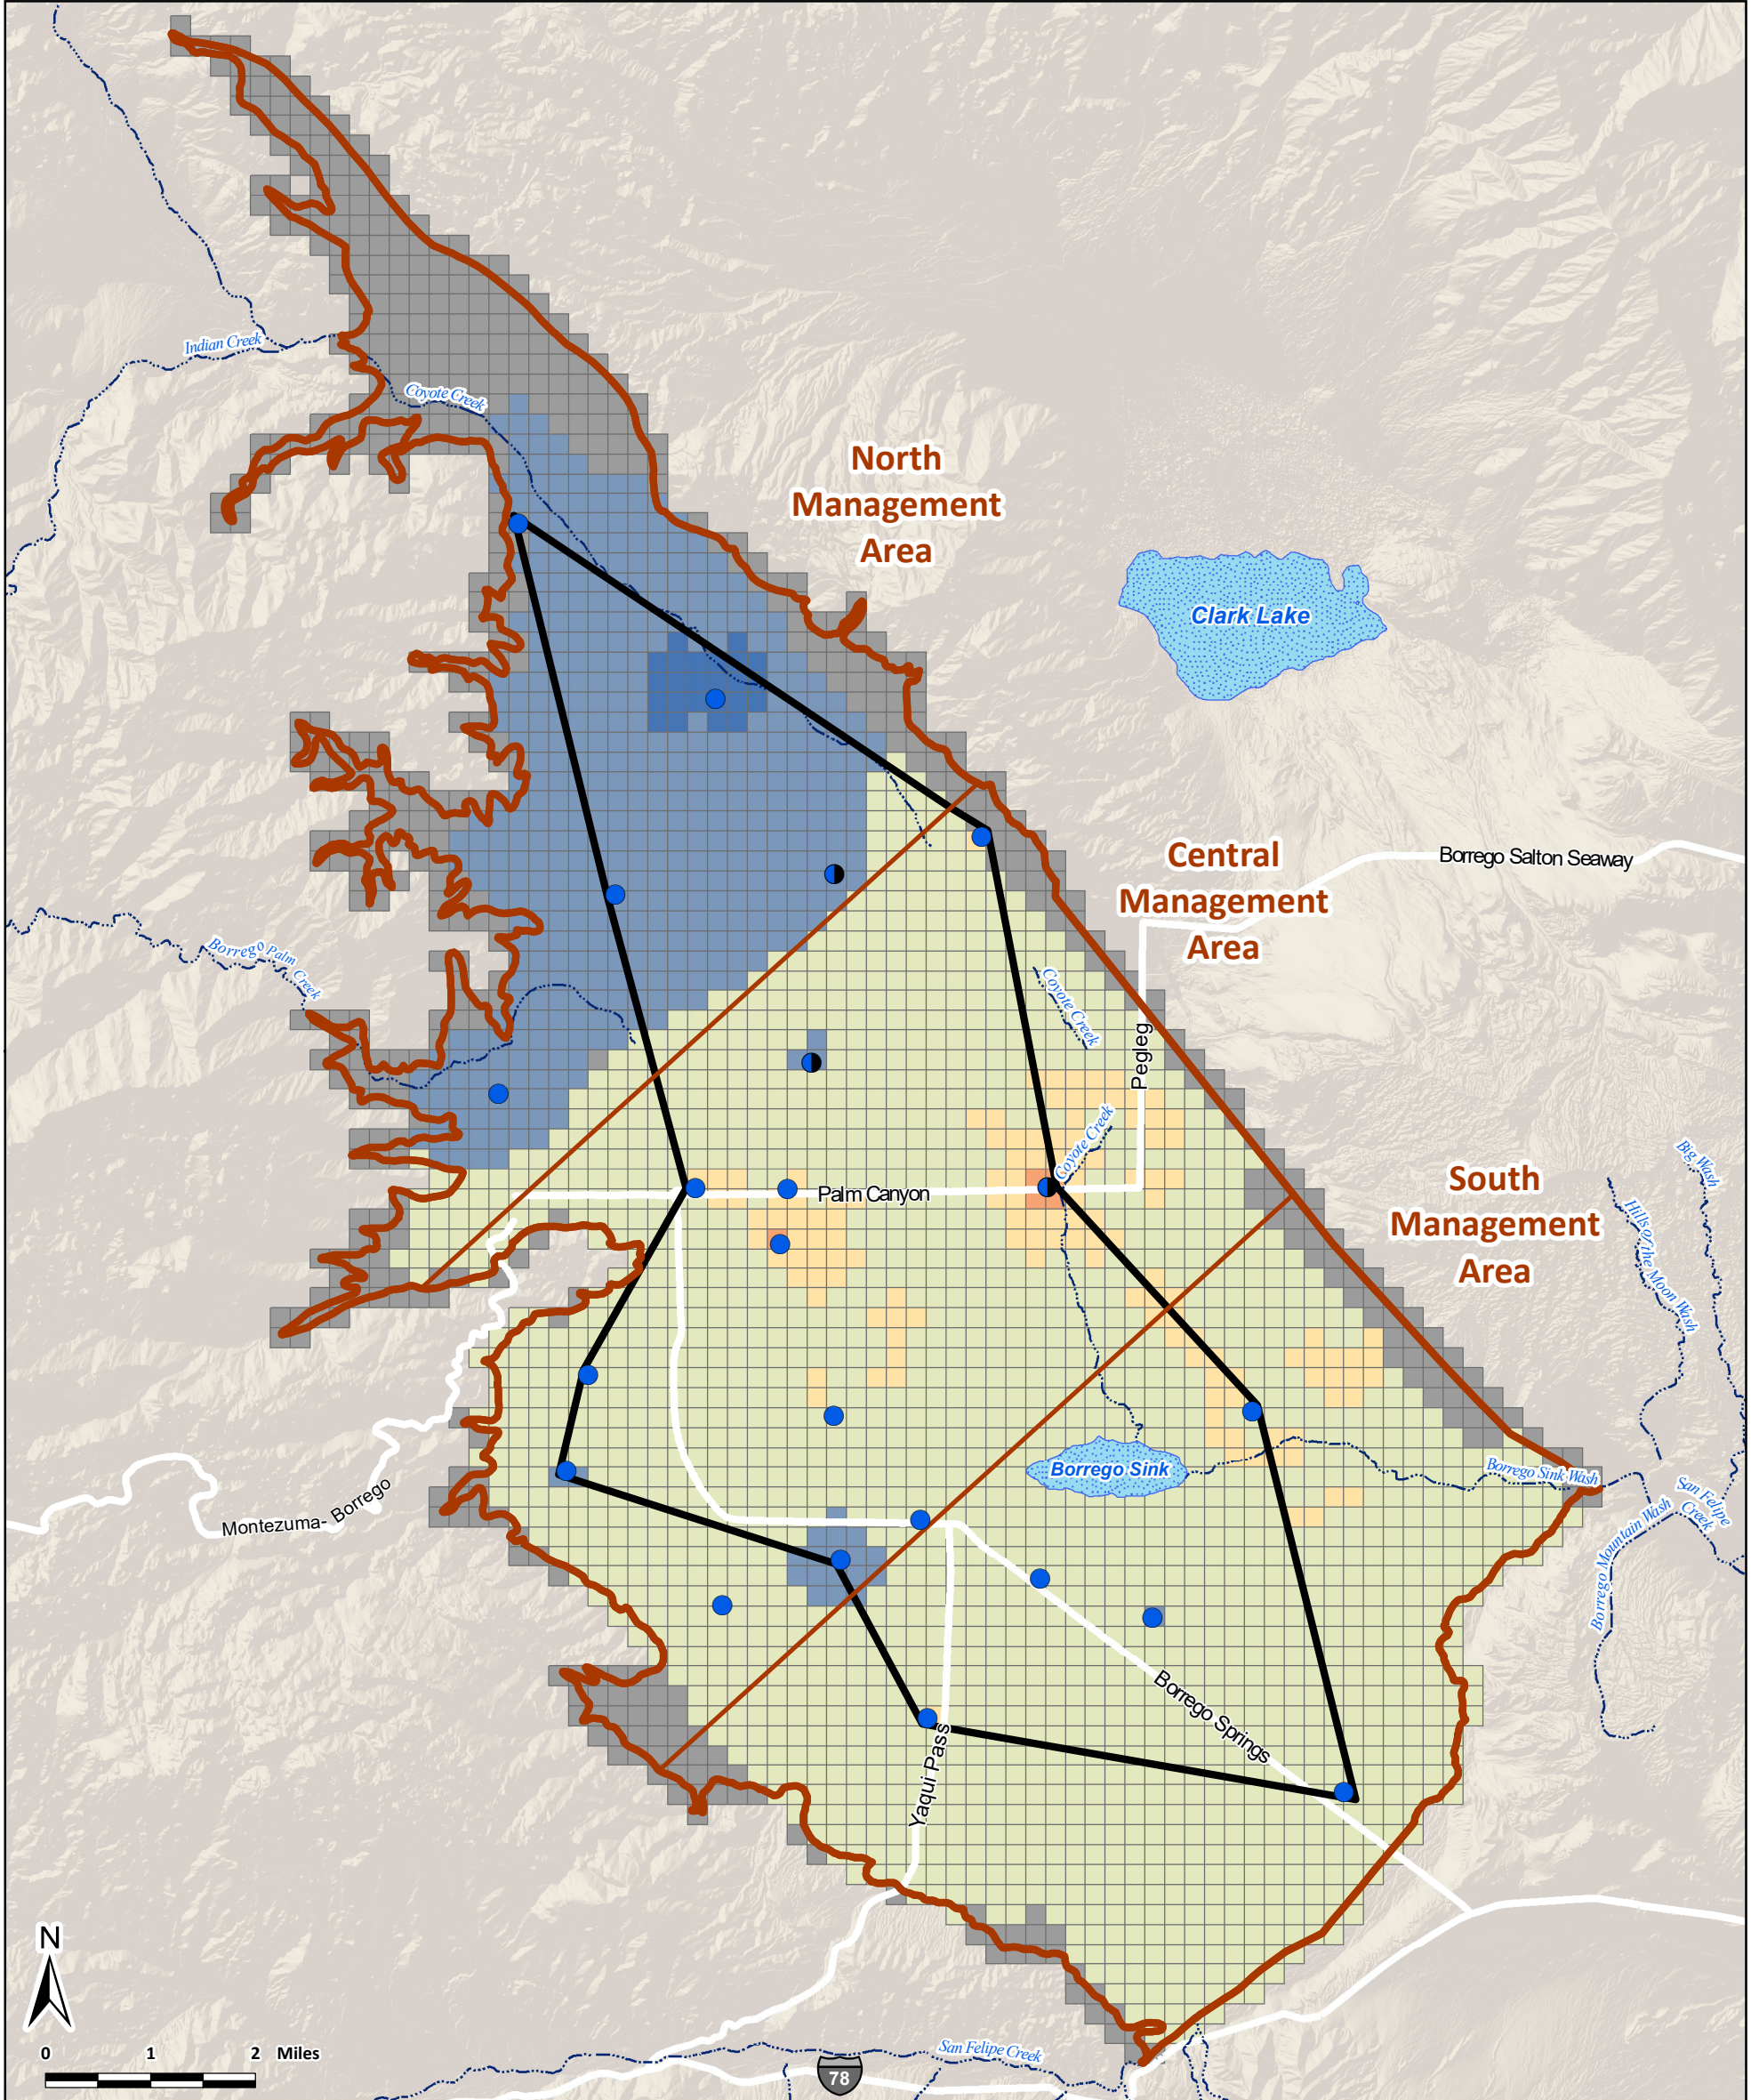 Indian Creek
Coyote Creek
North
Management
Area
Clark Lake
Central
Management
Area
Borrego Salton Seaway
Borrego Palm
Creek
Coyote Creek
Pegleg
Coyote Creek
Palm Canyon
Big Wash
South
Management
Area
Hills of the Moon Wash
Borrego Sink
Borrego Sink Wash
San Felipe
Creek
Montezuma- Borrego
Borrego Mountain Wash
Borrego Springs
Yaqui Pass
N
0 1 2 Miles
San Felipe Creek
78